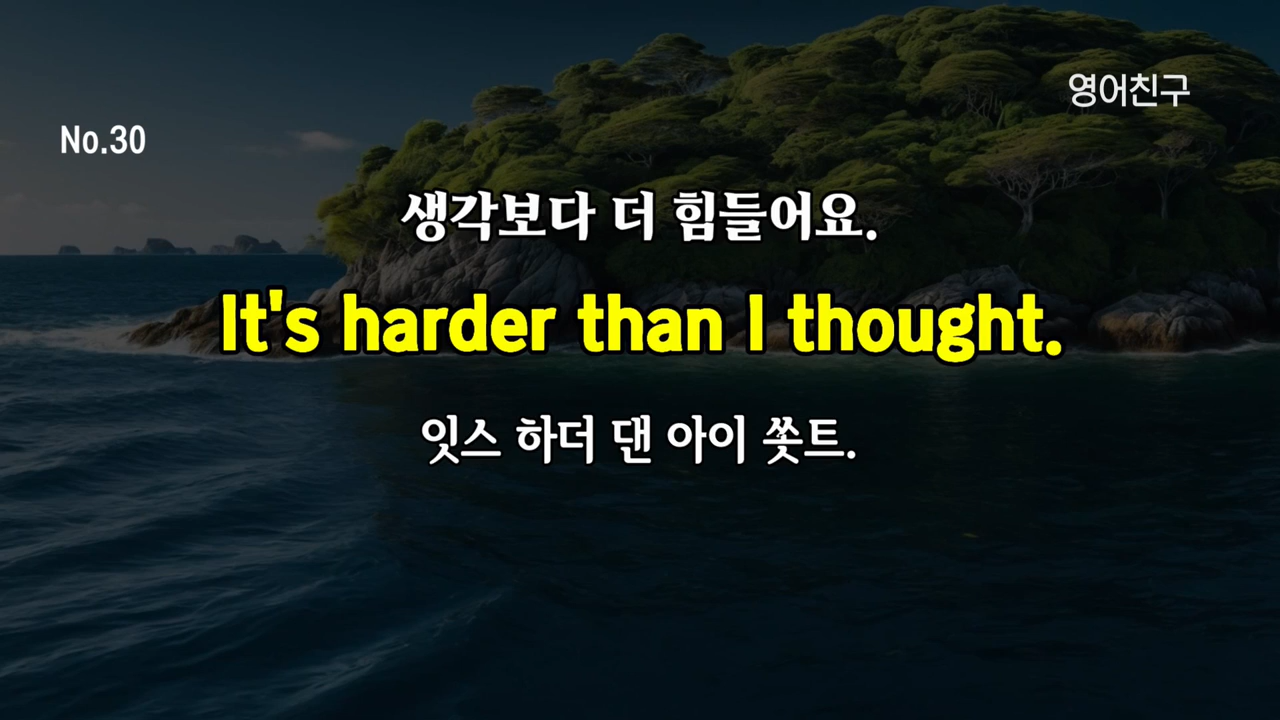 영어친구
No.30
생각보다 더 힘들어요.
It's harder than I thought.
잇스 하더 댄 아이 쏫트.